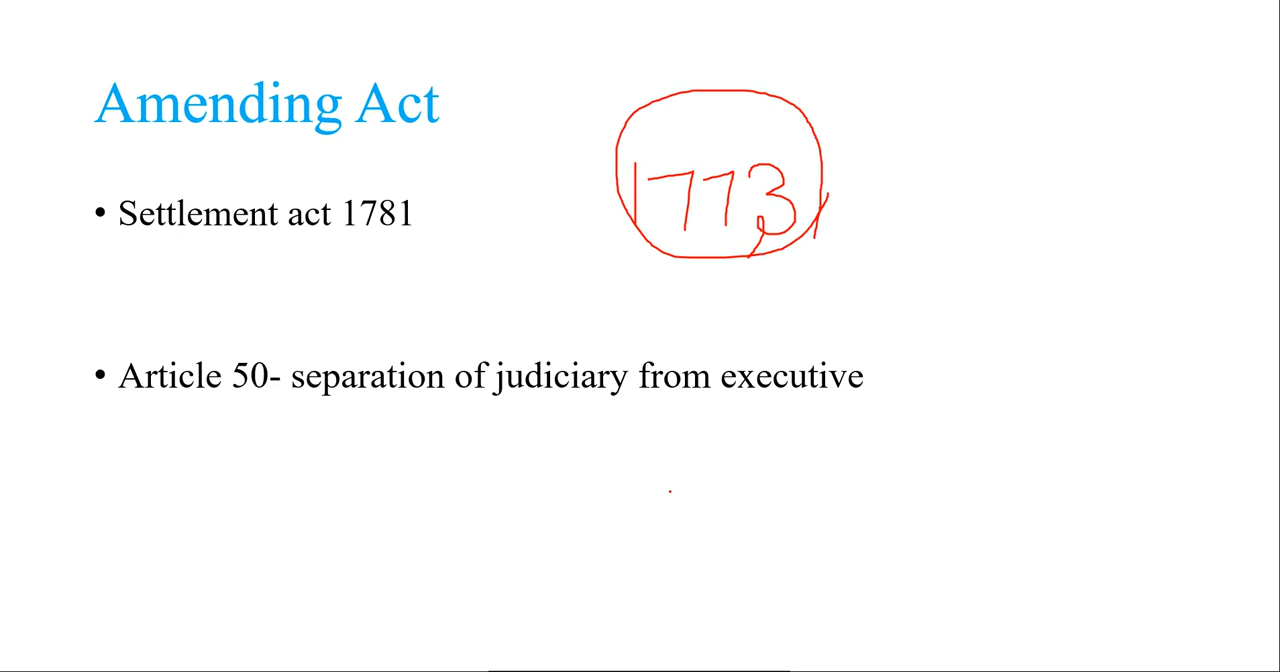 Amending Act
1773
• Settlement act 1781
• Article 50- separation of judiciary from executive